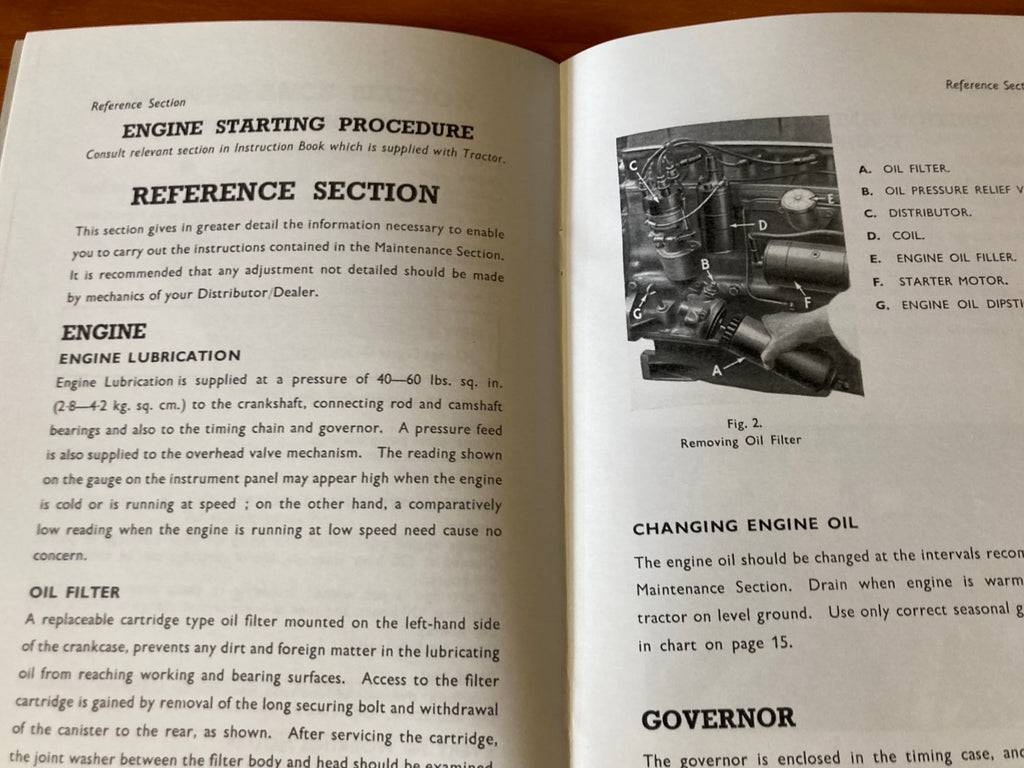 Reference Section
ENGINE STARTING PROCEDURE
Consult relevant section in Instruction Book which is supplied with Tractor.
REFERENCE SECTION
This section gives in greater detail the information necessary to enable
you to carry out the instructions contained in the Maintenance Section.
It is recommended that any adjustment not detailed should be made
by mechanics of your Distributor/Dealer.
ENGINE
ENGINE LUBRICATION
Engine Lubrication is supplied at a pressure of 40—60 lbs. sq. in.
(2·8—4·2 kg. sq. cm.) to the crankshaft, connecting rod and camshaft
bearings and also to the timing chain and governor. A pressure feed
is also supplied to the overhead valve mechanism. The reading shown
on the gauge on the instrument panel may appear high when the engine
is cold or is running at speed ; on the other hand, a comparatively
low reading when the engine is running at low speed need cause no
concern.
OIL FILTER
A replaceable cartridge type oil filter mounted on the left-hand side
of the crankcase, prevents any dirt and foreign matter in the lubricating
oil from reaching working and bearing surfaces. Access to the filter
cartridge is gained by removal of the long securing bolt and withdrawal
of the canister to the rear, as shown. After servicing the cartridge,
the joint washer between the filter body and head should be examined,
Reference Sect
C
E
D
B
F
G
A
A. OIL FILTER.
B. OIL PRESSURE RELIEF V
C. DISTRIBUTOR.
D. COIL.
E. ENGINE OIL FILLER.
F. STARTER MOTOR.
G. ENGINE OIL DIPSTI
Fig. 2.
Removing Oil Filter
CHANGING ENGINE OIL
The engine oil should be changed at the intervals recon
Maintenance Section. Drain when engine is warm
tractor on level ground. Use only correct seasonal g
in chart on page 15.
GOVERNOR
The governor is enclosed in the timing case, and